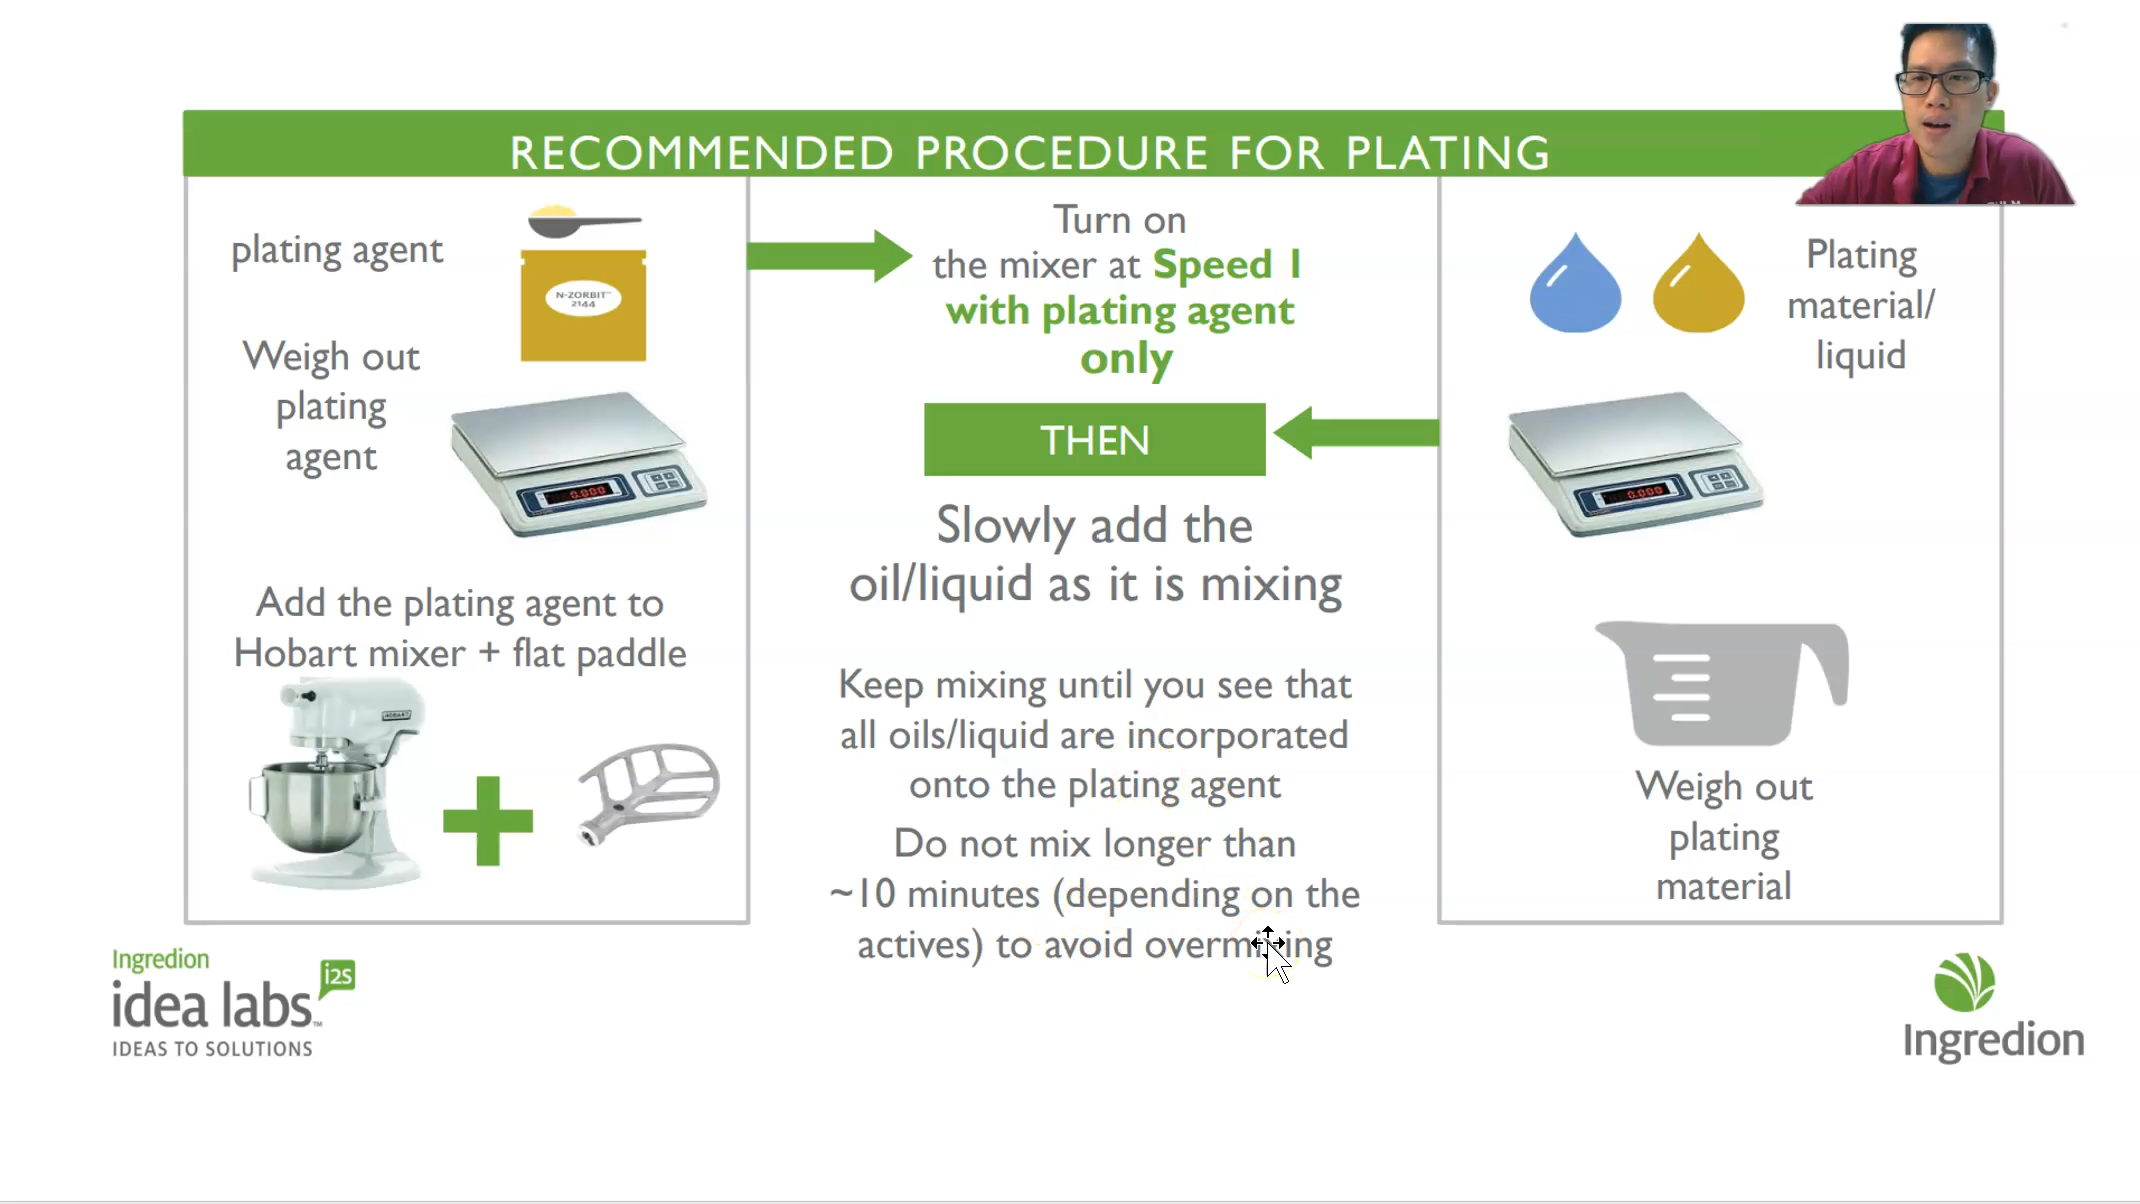 RECOMMENDED PROCEDURE FOR PLATING
plating agent
N-ZORBIT™
2144
Weigh out
plating
agent
0.000
Add the plating agent to
Hobart mixer + flat paddle
HOBART
Turn on
the mixer at Speed 1
with plating agent
only
THEN
Slowly add the
oil/liquid as it is mixing
Keep mixing until you see that
all oils/liquid are incorporated
onto the plating agent
Do not mix longer than
~10 minutes (depending on the
actives) to avoid overmixing
Plating
material/
liquid
0.000
Weigh out
plating
material
Ingredion
idea labs™
i2s
IDEAS TO SOLUTIONS
Ingredion